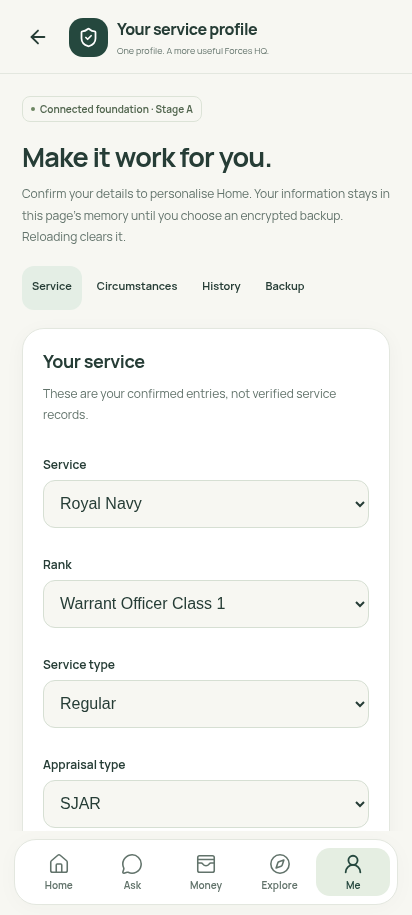 Your service profile
One profile. A more useful Forces HQ.
Connected foundation · Stage A
Make it work for you.
Confirm your details to personalise Home. Your information stays in
this page's memory until you choose an encrypted backup.
Reloading clears it.
Service Circumstances History Backup
Your service
These are your confirmed entries, not verified service
records.
Service
Royal Navy
Rank
Warrant Officer Class 1
Service type
Regular
Appraisal type
SJAR
Home Ask Money Explore Me